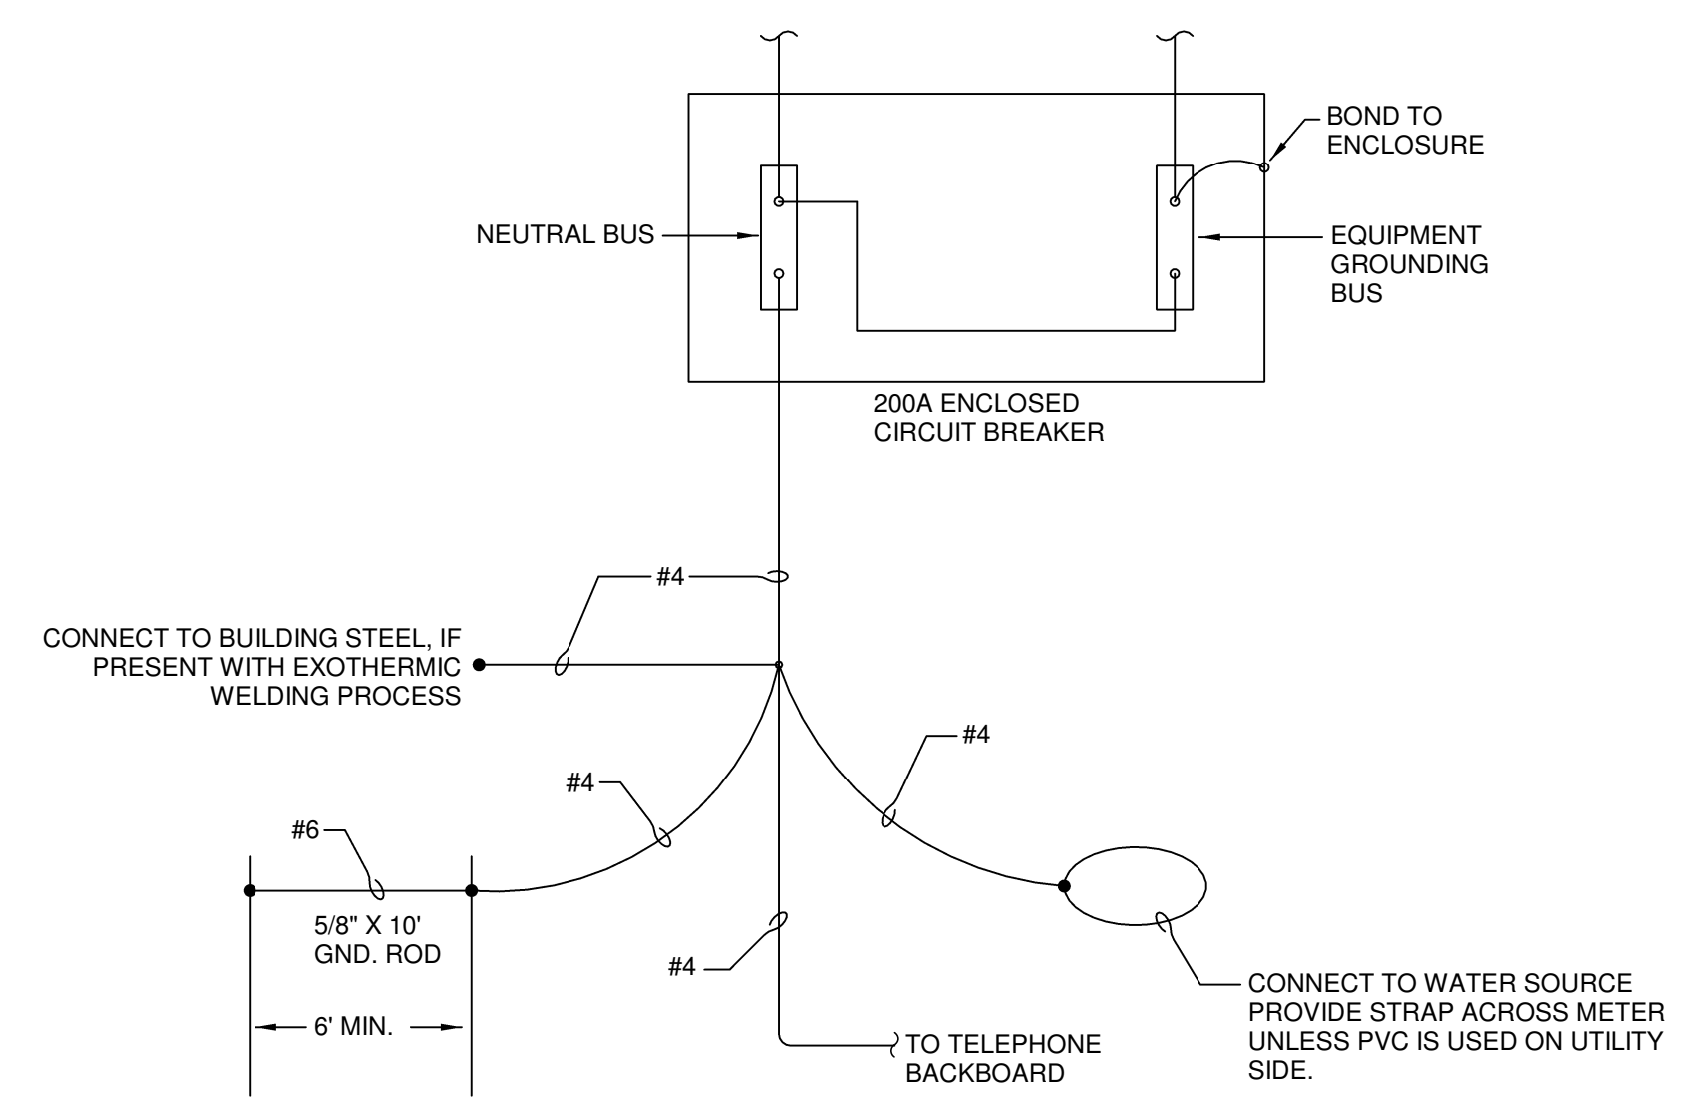 BOND TO
ENCLOSURE
NEUTRAL BUS
EQUIPMENT
GROUNDING
BUS
200A ENCLOSED
CIRCUIT BREAKER
#4
CONNECT TO BUILDING STEEL, IF
PRESENT WITH EXOTHERMIC
WELDING PROCESS
#4
#4
#6
5/8" X 10'
GND. ROD
#4
6' MIN.
CONNECT TO WATER SOURCE
PROVIDE STRAP ACROSS METER
UNLESS PVC IS USED ON UTILITY
SIDE.
TO TELEPHONE
BACKBOARD